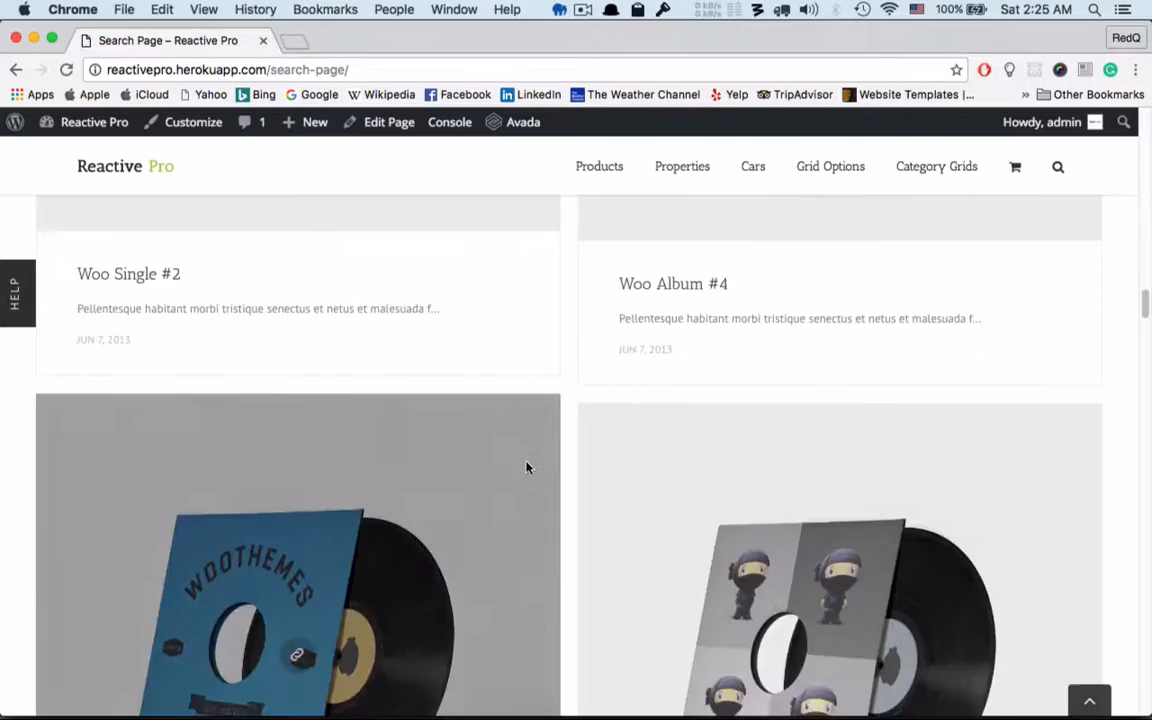 Chrome File Edit View History Bookmarks People Window Help 0 kB/s 0 kB/s 100% Sat 2:25 AM
Search Page – Reactive Pro RedQ
reactivepro.herokuapp.com/search-page/
Apps Apple iCloud Yahoo Bing Google Wikipedia Facebook LinkedIn The Weather Channel Yelp TripAdvisor Website Templates |... » Other Bookmarks
Reactive Pro Customize 1 New Edit Page Console Avada Howdy, admin
Reactive Pro Products Properties Cars Grid Options Category Grids
HELP
Woo Single #2
Pellentesque habitant morbi tristique senectus et netus et malesuada f...
JUN 7, 2013
Woo Album #4
Pellentesque habitant morbi tristique senectus et netus et malesuada f...
JUN 7, 2013
WOOTHEMES